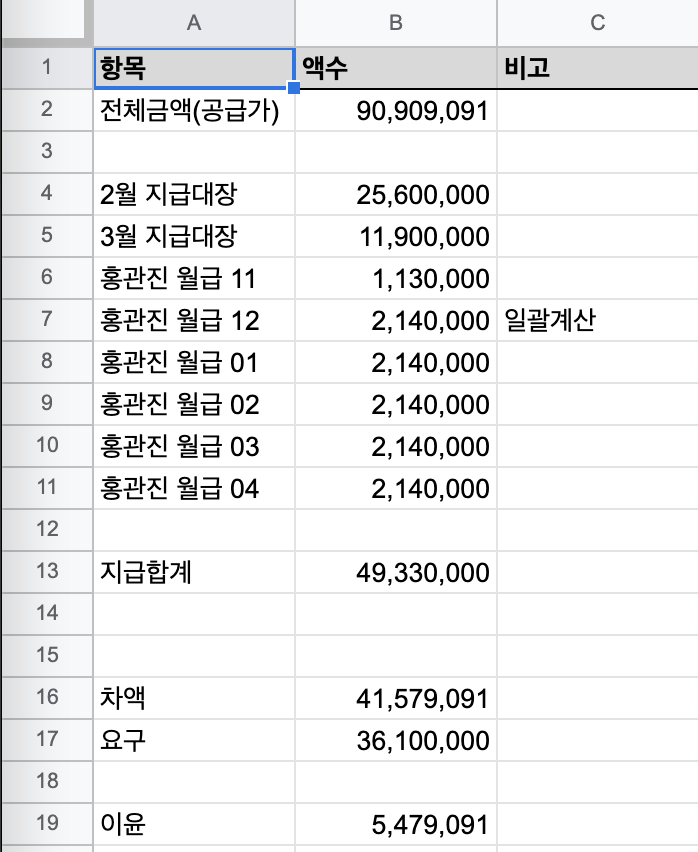 A B C
1 항목 액수 비고
2 전체금액(공급가) 90,909,091
3
4 2월 지급대장 25,600,000
5 3월 지급대장 11,900,000
6 홍관진 월급 11 1,130,000
7 홍관진 월급 12 2,140,000 일괄계산
8 홍관진 월급 01 2,140,000
9 홍관진 월급 02 2,140,000
10 홍관진 월급 03 2,140,000
11 홍관진 월급 04 2,140,000
12
13 지급합계 49,330,000
14
15
16 차액 41,579,091
17 요구 36,100,000
18
19 이윤 5,479,091